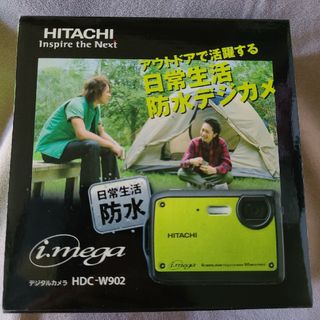 HITACHI
Inspire the Next
アウトドアで活躍する
日常生活
防水デジカメ
日常生活
防水
HITACHI
i.mega
i.mega
デジタルカメラ HDC-W902